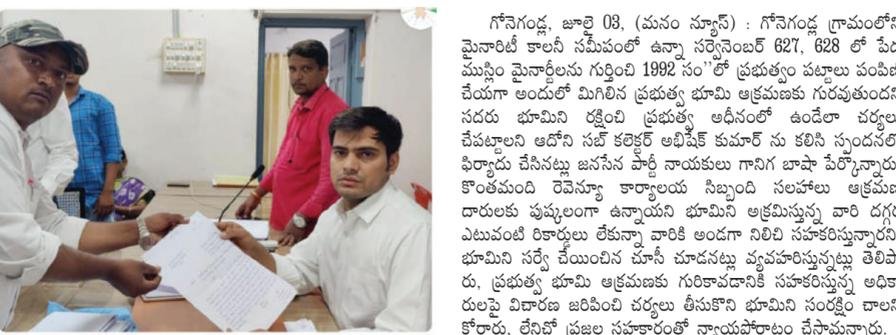 గోనెగండ్ల, జూలై 03, (మనం న్యూస్) : గోనెగండ్ల గ్రామంలోని
మైనారిటీ కాలనీ సమీపంలో ఉన్నా సర్వెనెంబర్ 627, 628 లో పేద
ముస్లిం మైనార్టీలను గుర్తించి 1992 సం''లో ప్రభుత్వం పట్టాలు పంపిణీ
చేయగా అందులో మిగిలిన ప్రభుత్వ భూమి ఆక్రమణకు గురవుతుందని
సదరు భూమిని రక్షించి ప్రభుత్వ అధీనంలో ఉండేలా చర్యలు
చేపట్టాలని ఆదోని సబ్ కలెక్టర్ అభిషేక్ కుమార్ ను కలిసి స్పందనలో
ఫిర్యాదు చేసినట్లు జనసేన పార్టీ నాయకులు గానిగ బాషా పేర్కొన్నారు
కొంతమంది రెవెన్యూ కార్యాలయ సిబ్బంది సలహాలు ఆక్రమణ
దారులకు పుష్కలంగా ఉన్నాయని భూమిని అక్రమిస్తున్న వారి దగ్గర
ఎటువంటి రికార్డులు లేకున్నా వారికి అండగా నిలిచి సహకరిస్తున్నారని
భూమిని సర్వే చేయించిన చూసీ చూడనట్లు వ్యవహరిస్తున్నట్లు తెలిపా
రు, ప్రభుత్వ భూమి ఆక్రమణకు గురికావడానికి సహకరిస్తున్న అధికా
రులపై విచారణ జరిపించి చర్యలు తీసుకొని భూమిని సంరక్షిం చాలని
కోరారు. లేనిచో ప్రజల సహకారంతో న్యాయపోరాటం చేస్తామన్నారు.